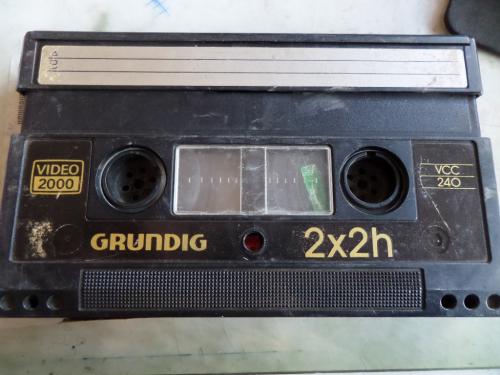 VIDEO
2000
VCC
240
GRUNDIG
2x2h